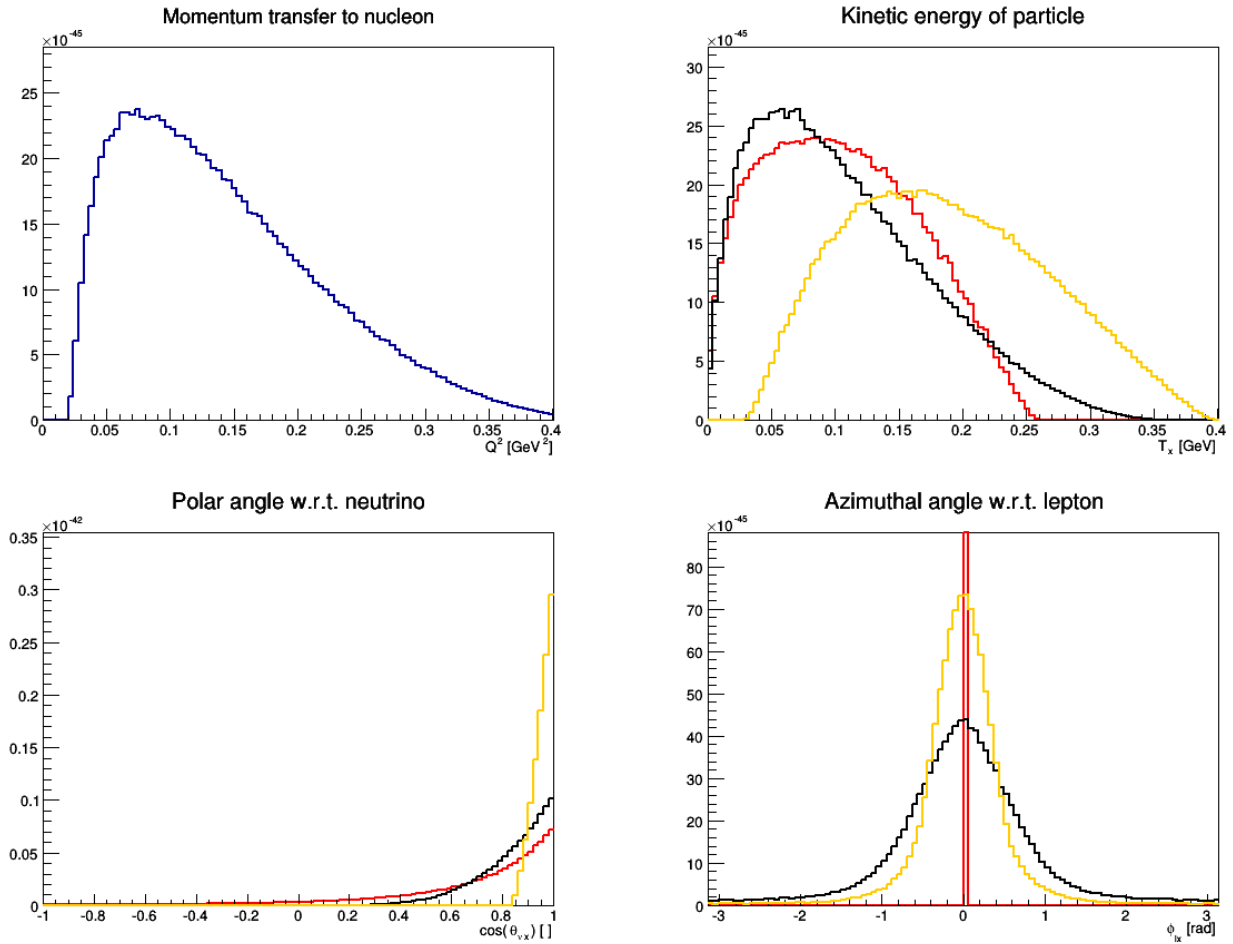 Momentum transfer to nucleon
×10⁻⁴⁵
25
20
15
10
5
0
0 0.05 0.1 0.15 0.2 0.25 0.3 0.35 0.4
Q² [GeV²]
Kinetic energy of particle
×10⁻⁴⁵
30
25
20
15
10
5
0
0 0.05 0.1 0.15 0.2 0.25 0.3 0.35 0.4
Tₓ [GeV]
Polar angle w.r.t. neutrino
×10⁻⁴²
0.35
0.3
0.25
0.2
0.15
0.1
0.05
0
-1 -0.8 -0.6 -0.4 -0.2 0 0.2 0.4 0.6 0.8 1
cos(θᵥₓ) [ ]
Azimuthal angle w.r.t. lepton
×10⁻⁴⁵
80
70
60
50
40
30
20
10
0
-3 -2 -1 0 1 2 3
ϕₗₓ [rad]